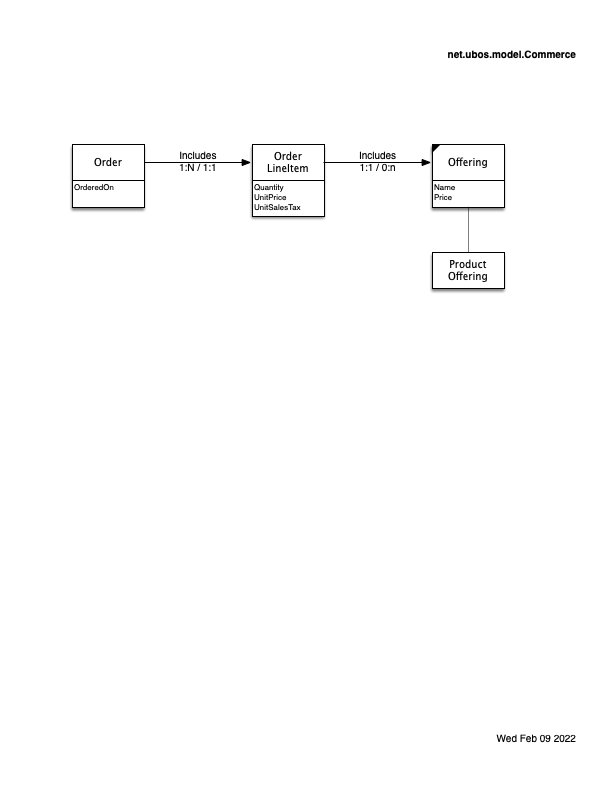 net.ubos.model.Commerce
Order
OrderedOn
Includes
1:N / 1:1
Order
LineItem
Quantity
UnitPrice
UnitSalesTax
Includes
1:1 / 0:n
Offering
Name
Price
Product
Offering
Wed Feb 09 2022